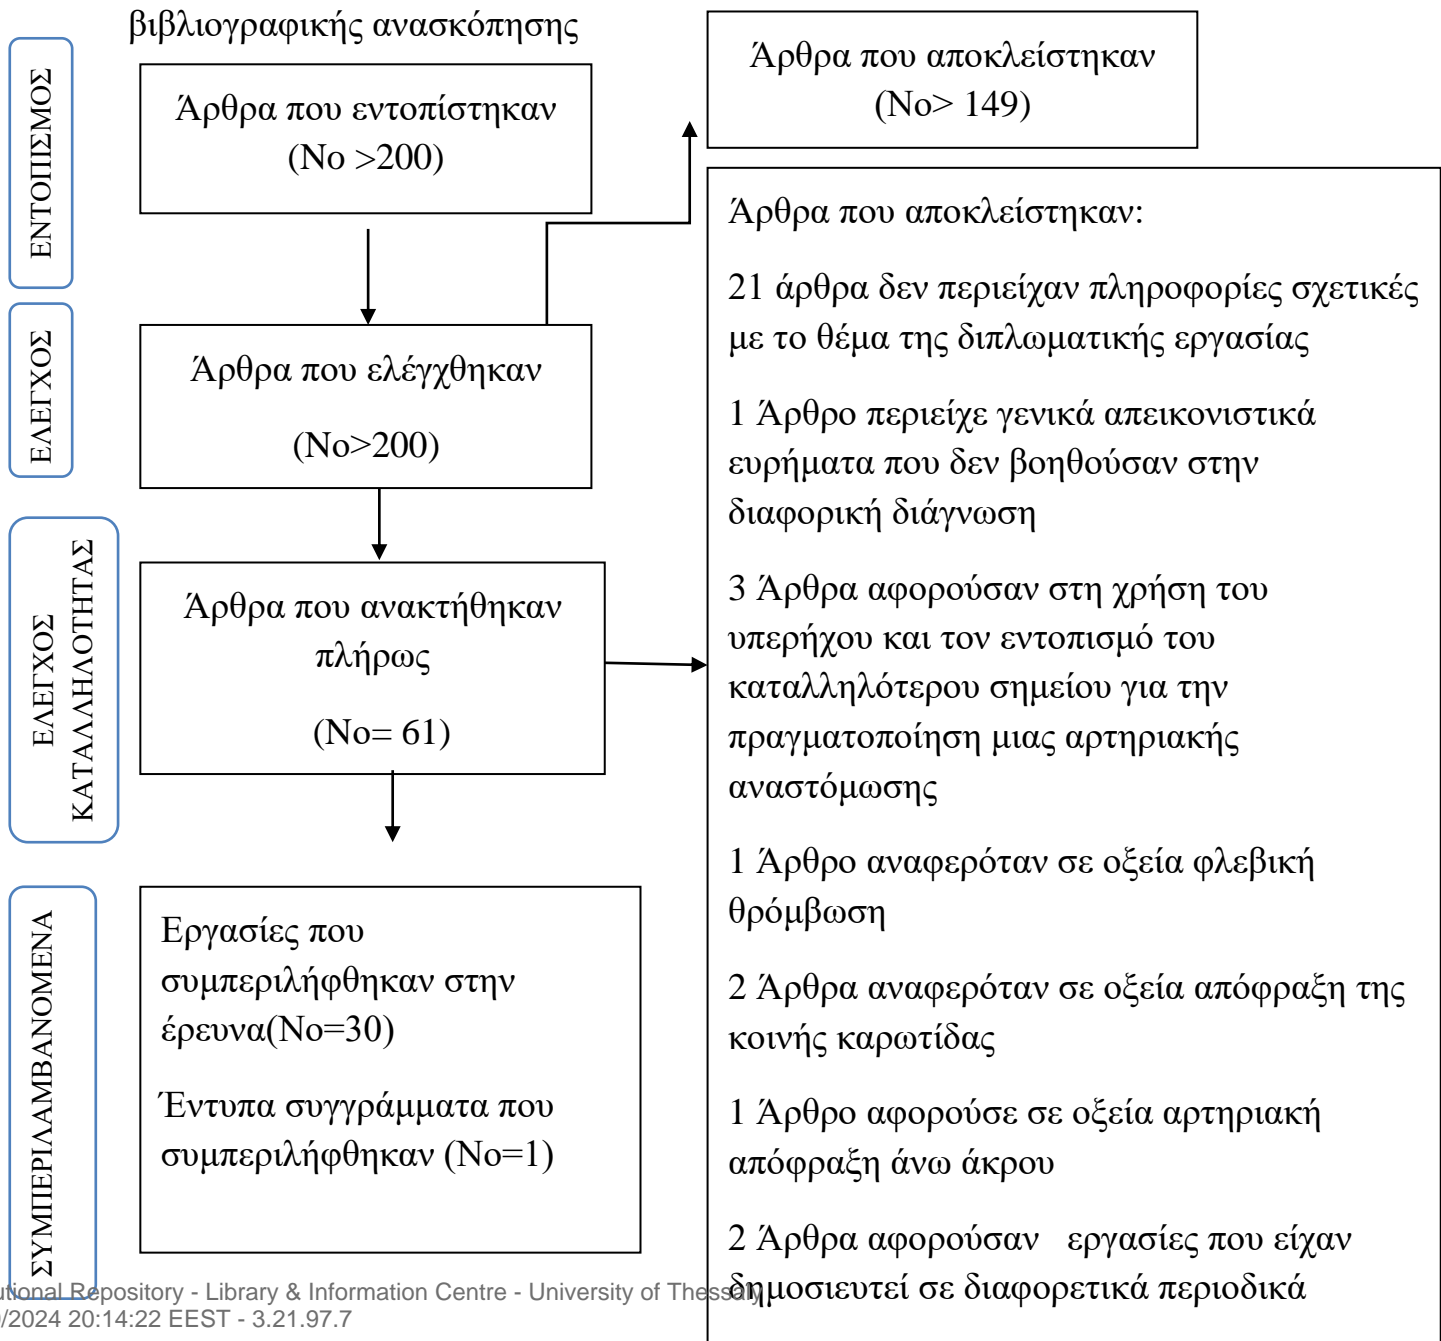 βιβλιογραφικής ανασκόπησης
ΕΝΤΟΠΙΣΜΟΣ
Άρθρα που εντοπίστηκαν
(No >200)
Άρθρα που αποκλείστηκαν
(No> 149)
ΕΛΕΓΧΟΣ
Άρθρα που ελέγχθηκαν
(No>200)
ΕΛΕΓΧΟΣ
ΚΑΤΑΛΛΗΛΟΤΗΤΑΣ
Άρθρα που ανακτήθηκαν
πλήρως
(No= 61)
Άρθρα που αποκλείστηκαν:
21 άρθρα δεν περιείχαν πληροφορίες σχετικές
με το θέμα της διπλωματικής εργασίας
1 Άρθρο περιείχε γενικά απεικονιστικά
ευρήματα που δεν βοηθούσαν στην
διαφορική διάγνωση
3 Άρθρα αφορούσαν στη χρήση του
υπερήχου και τον εντοπισμό του
καταλληλότερου σημείου για την
πραγματοποίηση μιας αρτηριακής
αναστόμωσης
1 Άρθρο αναφερόταν σε οξεία φλεβική
θρόμβωση
2 Άρθρα αναφερόταν σε οξεία απόφραξη της
κοινής καρωτίδας
1 Άρθρο αφορούσε σε οξεία αρτηριακή
απόφραξη άνω άκρου
2 Άρθρα αφορούσαν εργασίες που είχαν
δημοσιευτεί σε διαφορετικά περιοδικά
ΣΥΜΠΕΡΙΛΑΜΒΑΝΟΜΕΝΑ
Εργασίες που
συμπεριλήφθηκαν στην
έρευνα(No=30)
Έντυπα συγγράμματα που
συμπεριλήφθηκαν (No=1)
utional Repository - Library & Information Centre - University of Thessaly
/2024 20:14:22 EEST - 3.21.97.7